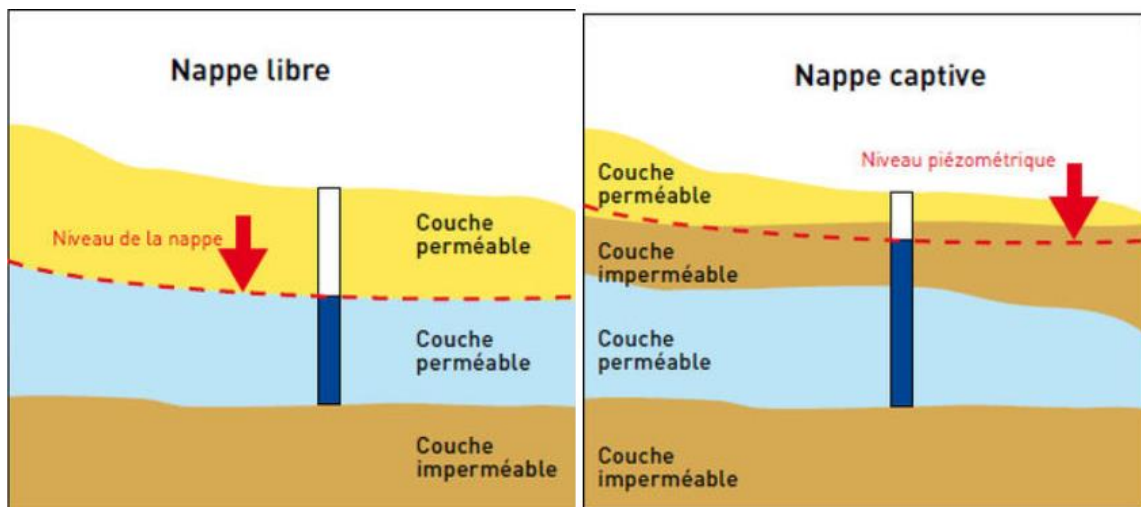 Nappe libre
Niveau de la nappe
Couche
perméable
Couche
perméable
Couche
imperméable
Nappe captive
Niveau piézométrique
Couche
perméable
Couche
imperméable
Couche
perméable
Couche
imperméable